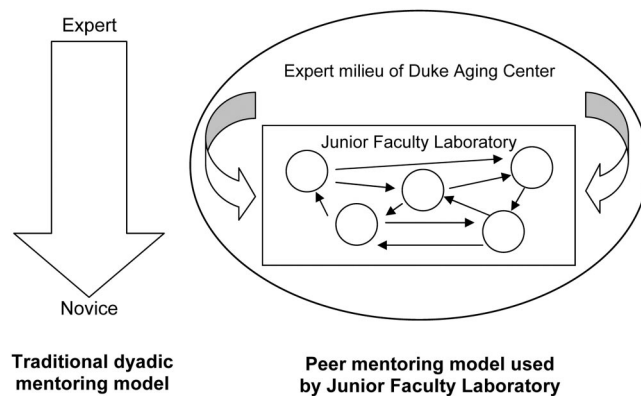 Expert
Expert milieu of Duke Aging Center
Junior Faculty Laboratory
Novice
Traditional dyadic
mentoring model
Peer mentoring model used
by Junior Faculty Laboratory